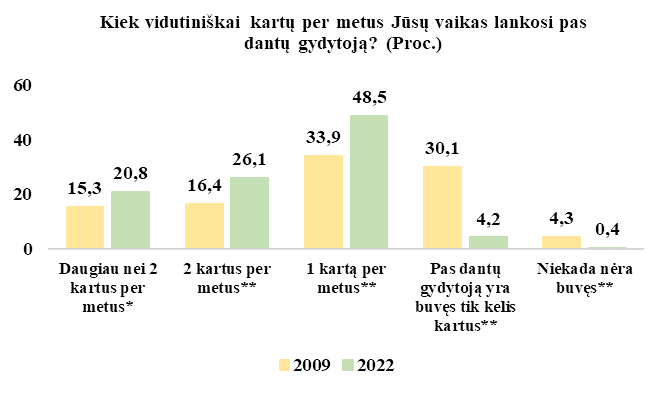 Kiek vidutiniškai kartų per metus Jūsų vaikas lankosi pas
dantų gydytoją? (Proc.)
60
40
20
0
15,3
20,8
16,4
26,1
33,9
48,5
30,1
4,2
4,3
0,4
Daugiau nei 2
kartus per
metus*
2 kartus per
metus**
1 kartą per
metus**
Pas dantų
gydytoją yra
buvęs tik kelis
kartus**
Niekada nėra
buvęs**
2009
2022